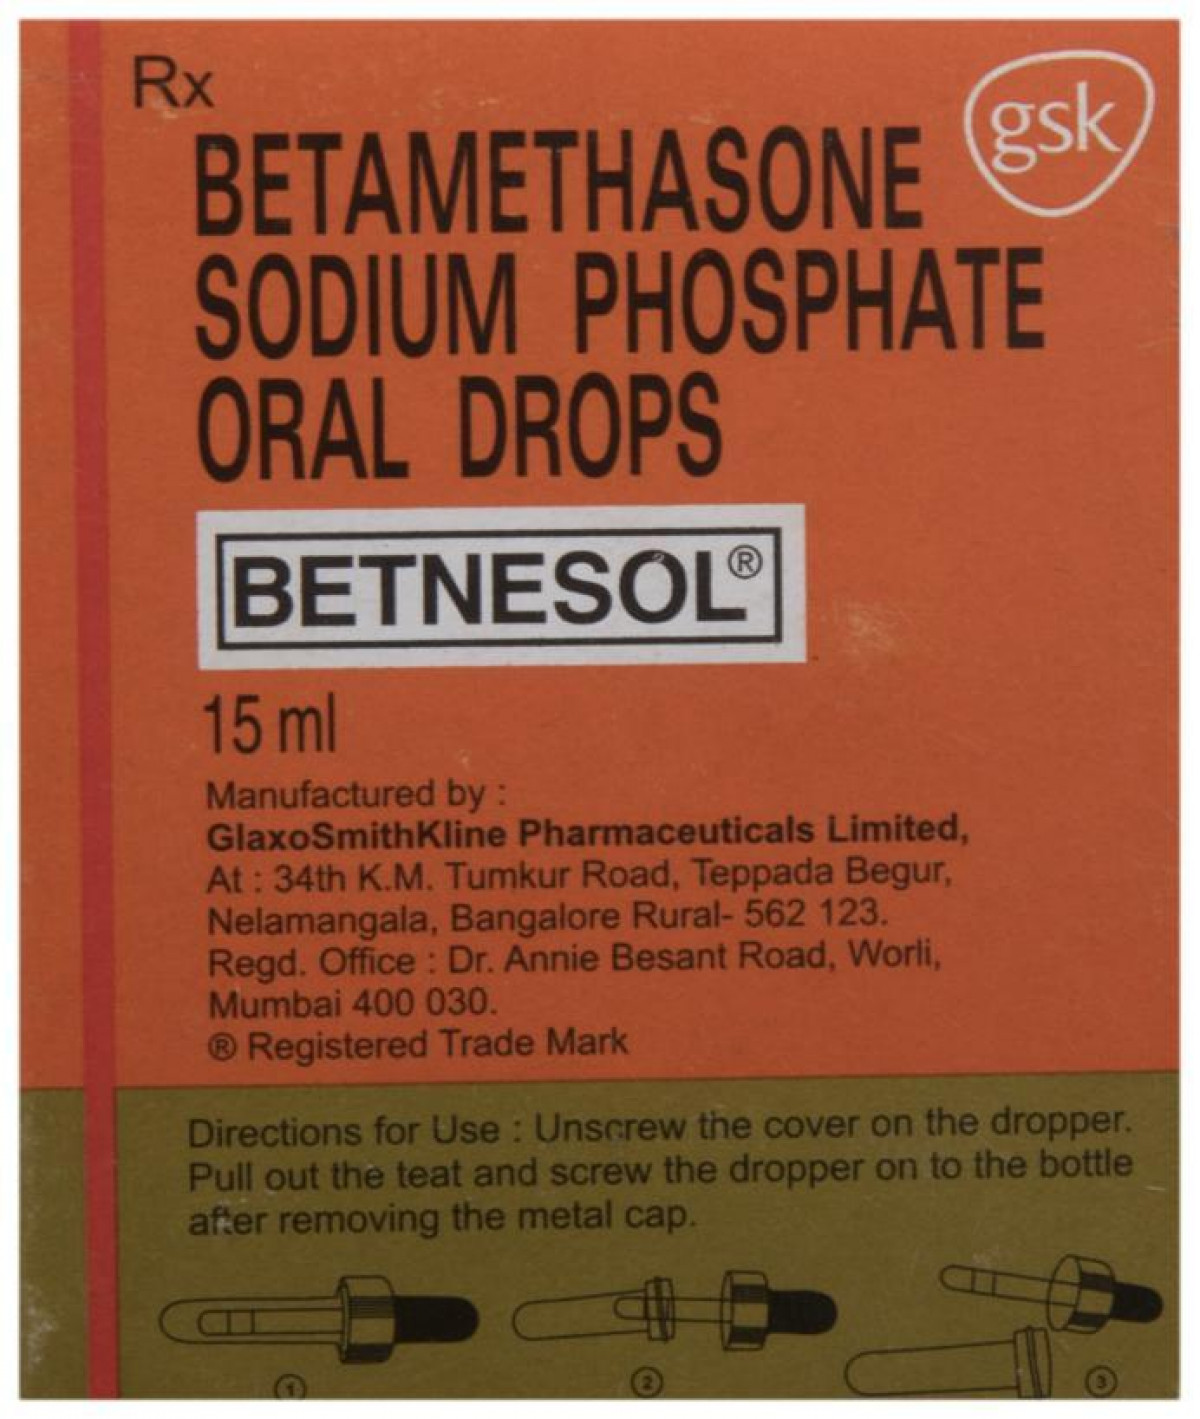 Rx
gsk
BETAMETHASONE
SODIUM PHOSPHATE
ORAL DROPS
BETNESOL®
15 ml
Manufactured by :
GlaxoSmithKline Pharmaceuticals Limited,
At : 34th K.M. Tumkur Road, Teppada Begur,
Nelamangala, Bangalore Rural- 562 123.
Regd. Office : Dr. Annie Besant Road, Worli,
Mumbai 400 030.
® Registered Trade Mark
Directions for Use : Unscrew the cover on the dropper.
Pull out the teat and screw the dropper on to the bottle
after removing the metal cap.
1 2 3